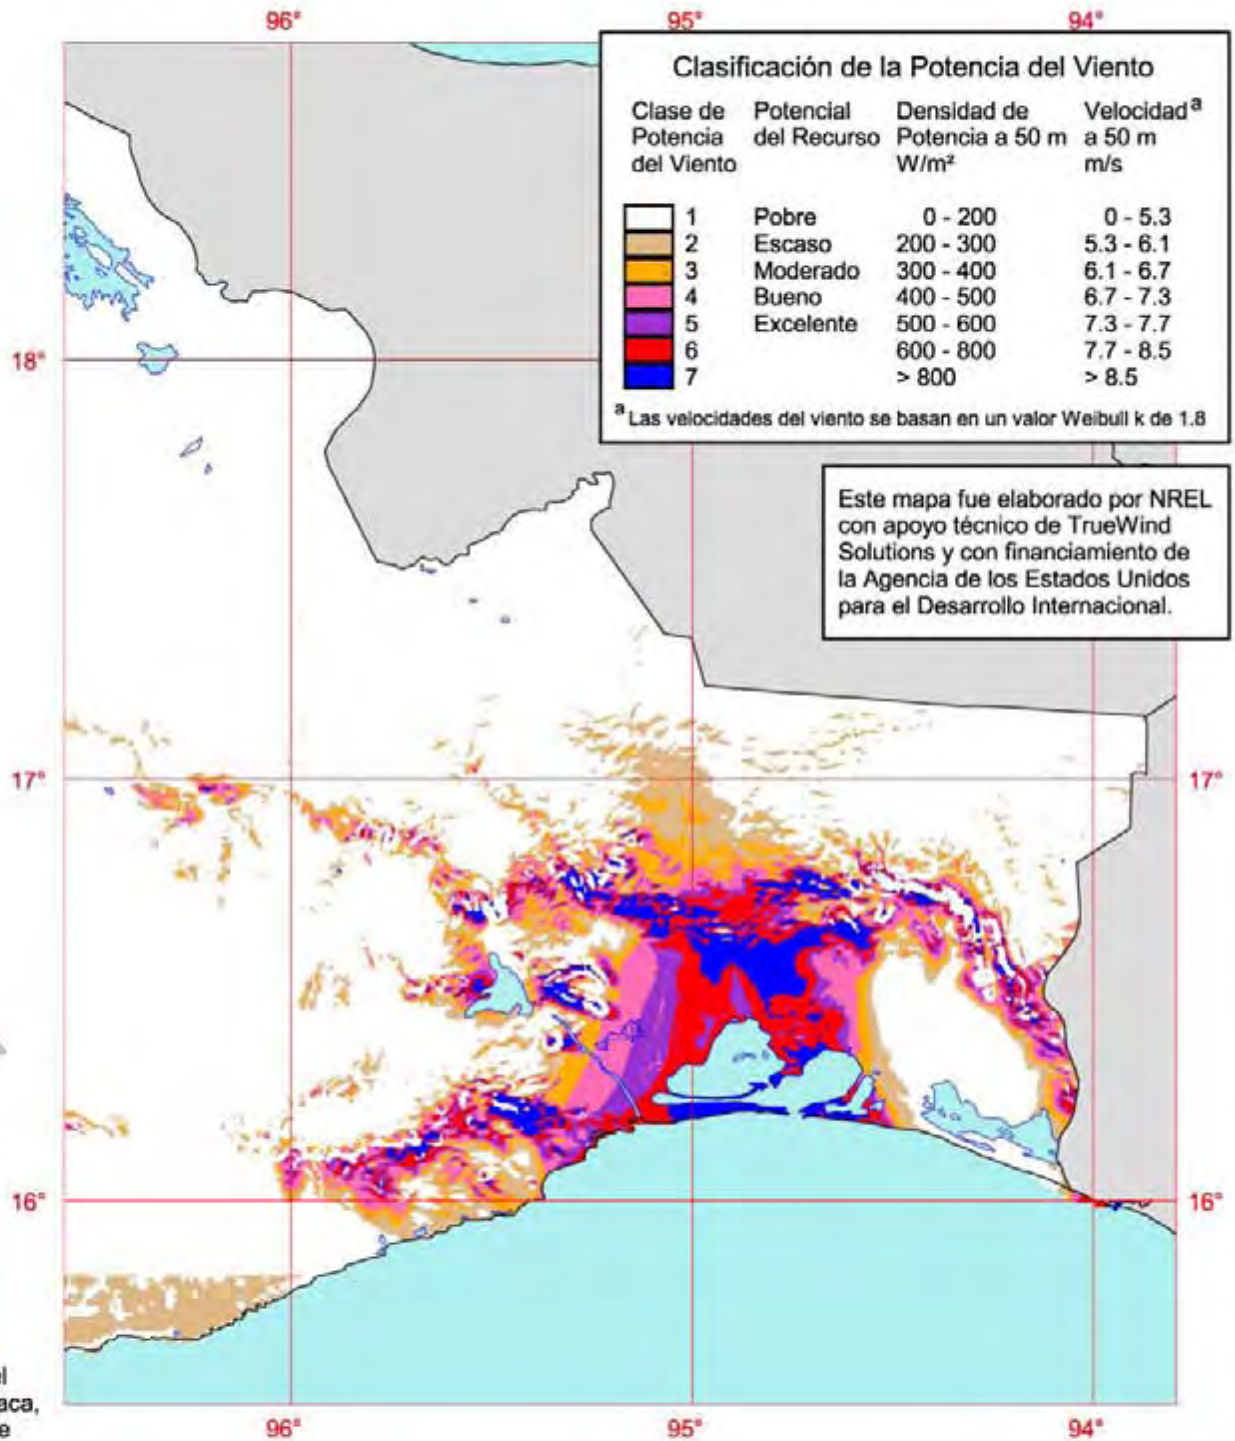 96° 95° 94°
Clasificación de la Potencia del Viento
Clase de Potencia del Viento
Potencial del Recurso
Densidad de Potencia a 50 m W/m²
Velocidad a a 50 m m/s
1 Pobre 0 - 200 0 - 5.3
2 Escaso 200 - 300 5.3 - 6.1
3 Moderado 300 - 400 6.1 - 6.7
4 Bueno 400 - 500 6.7 - 7.3
5 Excelente 500 - 600 7.3 - 7.7
6 600 - 800 7.7 - 8.5
7 > 800 > 8.5
a Las velocidades del viento se basan en un valor Weibull k de 1.8
Este mapa fue elaborado por NREL
con apoyo técnico de TrueWind
Solutions y con financiamiento de
la Agencia de los Estados Unidos
para el Desarrollo Internacional.
18°
17° 17°
16° 16°
el
aca,
e
96° 95° 94°